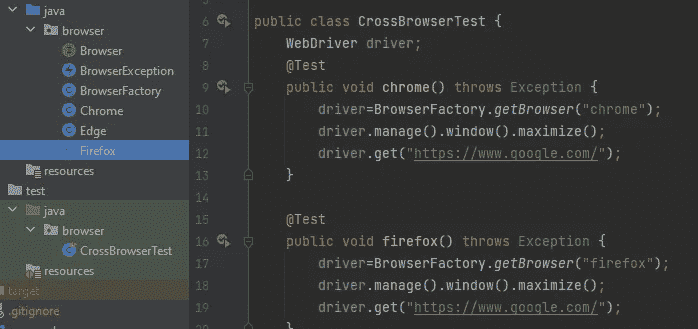 java
browser
Browser
BrowserException
BrowserFactory
Chrome
Edge
Firefox
resources
test
java
browser
CrossBrowserTest
resources
target
.gitignore
6 public class CrossBrowserTest {
7 WebDriver driver;
8 @Test
9 public void chrome() throws Exception {
10 driver=BrowserFactory.getBrowser("chrome");
11 driver.manage().window().maximize();
12 driver.get("https://www.google.com/");
13 }
14
15 @Test
16 public void firefox() throws Exception {
17 driver=BrowserFactory.getBrowser("firefox");
18 driver.manage().window().maximize();
19 driver.get("https://www.google.com/");
}